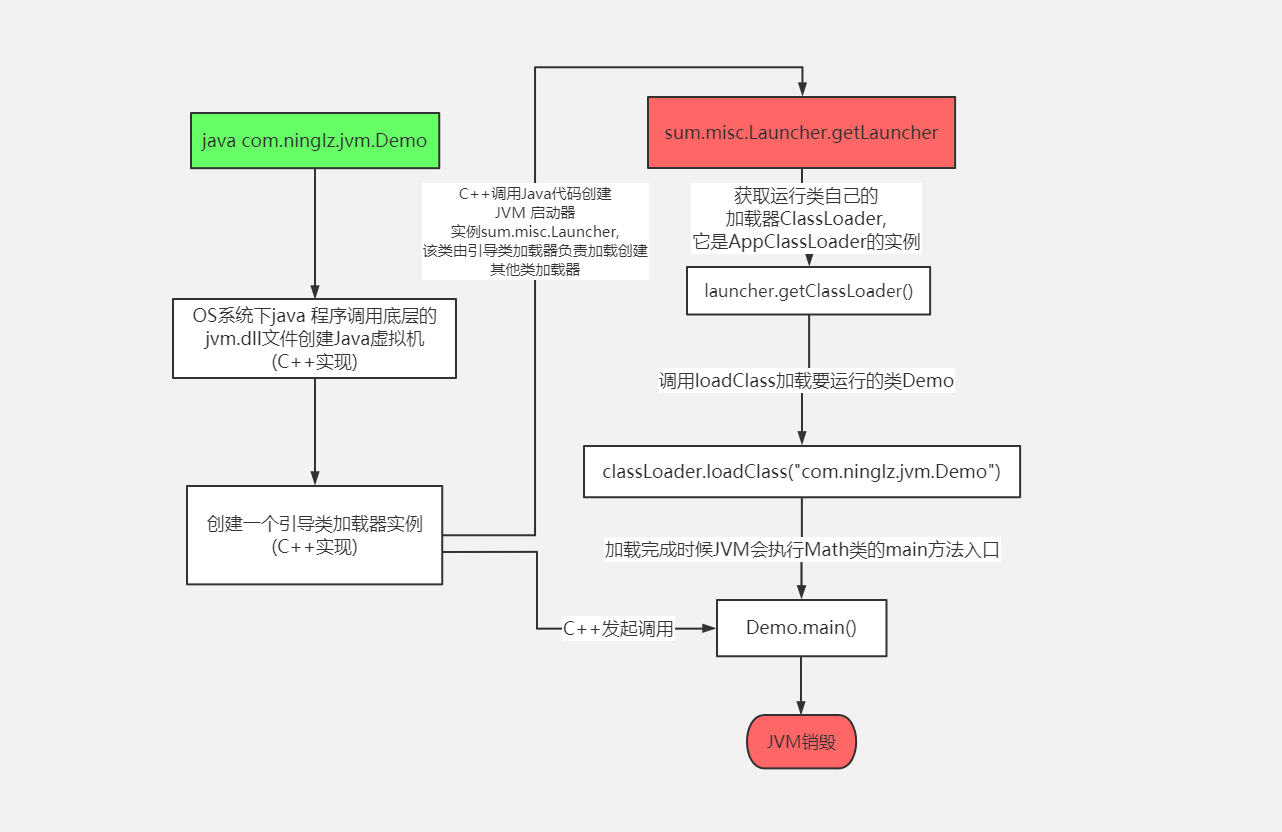 java com.ninglz.jvm.Demo
OS系统下java 程序调用底层的
jvm.dll文件创建Java虚拟机
(C++实现)
创建一个引导类加载器实例
(C++实现)
C++调用Java代码创建
JVM 启动器
实例sum.misc.Launcher,
该类由引导类加载器负责加载创建
其他类加载器
sum.misc.Launcher.getLauncher
获取运行类自己的
加载器ClassLoader,
它是AppClassLoader的实例
launcher.getClassLoader()
调用loadClass加载要运行的类Demo
classLoader.loadClass("com.ninglz.jvm.Demo")
加载完成时候JVM会执行Math类的main方法入口
C++发起调用
Demo.main()
JVM销毁